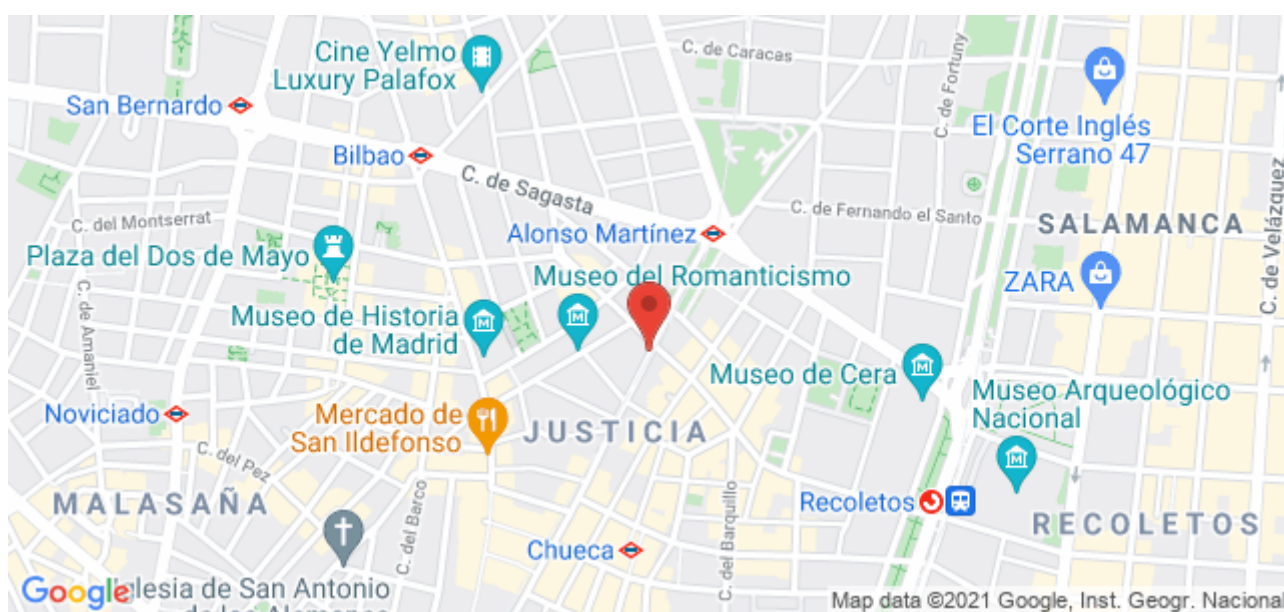 Cine Yelmo
Luxury Palafox
C. de Caracas
C. de Fortuny
San Bernardo
El Corte Inglés
Serrano 47
Bilbao
C. de Sagasta
C. de Velázquez
C. del Montserrat
C. de Fernando el Santo
SALAMANCA
Alonso Martínez
Plaza del Dos de Mayo
Museo del Romanticismo
ZARA
C. de Amaniel
Museo de Historia
de Madrid
M
M
Museo de Cera
M
Museo Arqueológico
Nacional
M
Noviciado
Mercado de
San Ildefonso
JUSTICIA
C. del Pez
MALASAÑA
C. del Barco
C. del Barquillo
Recoletos
RECOLETOS
Chueca
Google
Iglesia de San Antonio
de los Alemanes
Map data ©2021 Google, Inst. Geogr. Naciona